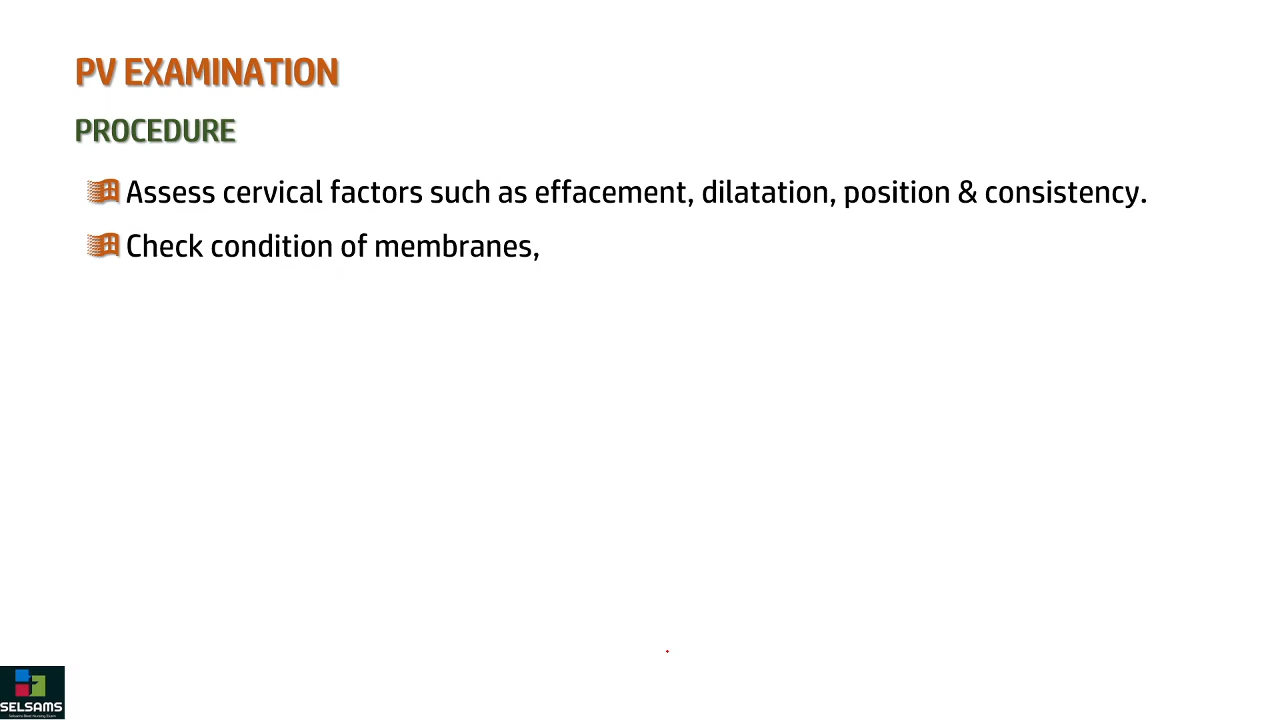 PV EXAMINATION
PROCEDURE
Assess cervical factors such as effacement, dilatation, position & consistency.
Check condition of membranes,
SELSAMS